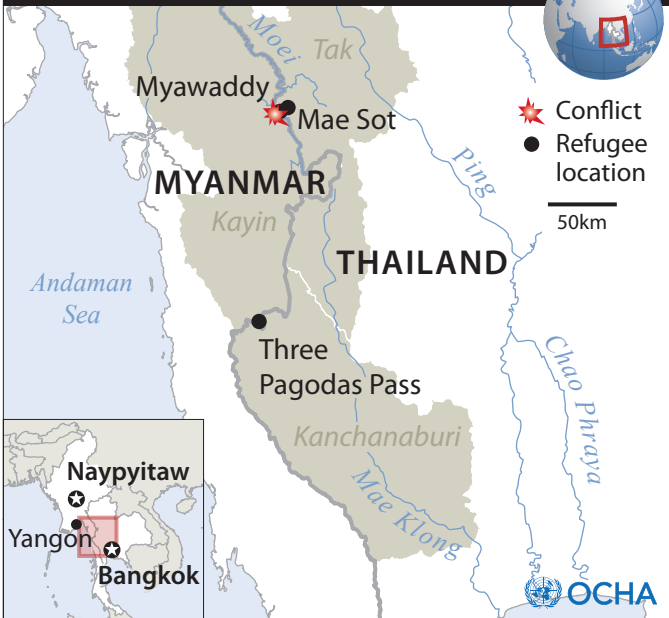 Moei
Tak
Myawaddy
Mae Sot
Conflict
Refugee
location
50km
Ping
MYANMAR
Kayin
THAILAND
Andaman
Sea
Three
Pagodas Pass
Chao Phraya
Kanchanaburi
Mae Klong
Naypyitaw
Yangon
Bangkok
OCHA